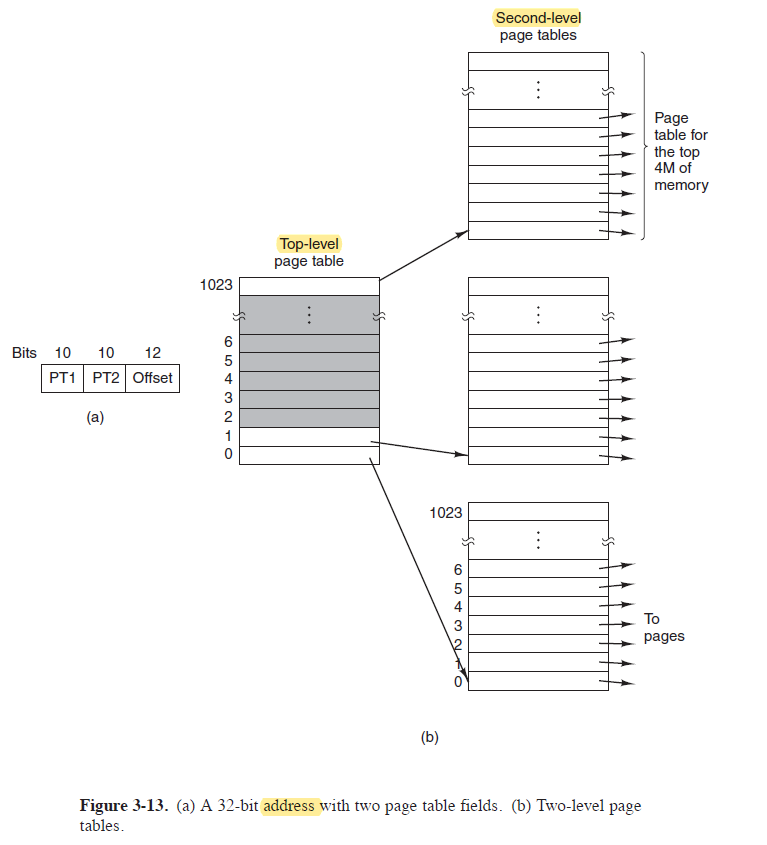 Second-level
page tables
Page
table for
the top
4M of
memory
Top-level
page table
1023
6
5
4
3
2
1
0
Bits 10 10 12
PT1 PT2 Offset
(a)
1023
6
5
4
3
2
1
0
To
pages
(b)
Figure 3-13. (a) A 32-bit address with two page table fields. (b) Two-level page
tables.